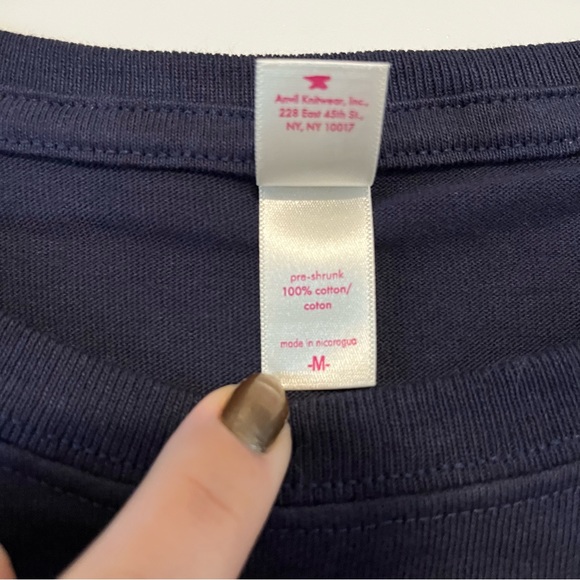 Anvil Knitwear, Inc.,
228 East 45th St.,
NY, NY 10017
pre-shrunk
100% cotton/
coton
made in nicaragua
-M-